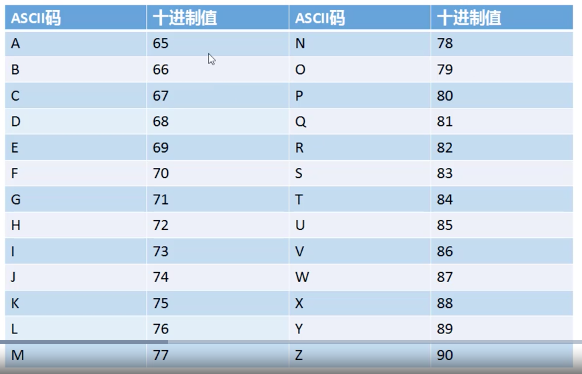 ASCII码 十进制值 ASCII码 十进制值
A 65 N 78
B 66 O 79
C 67 P 80
D 68 Q 81
E 69 R 82
F 70 S 83
G 71 T 84
H 72 U 85
I 73 V 86
J 74 W 87
K 75 X 88
L 76 Y 89
M 77 Z 90